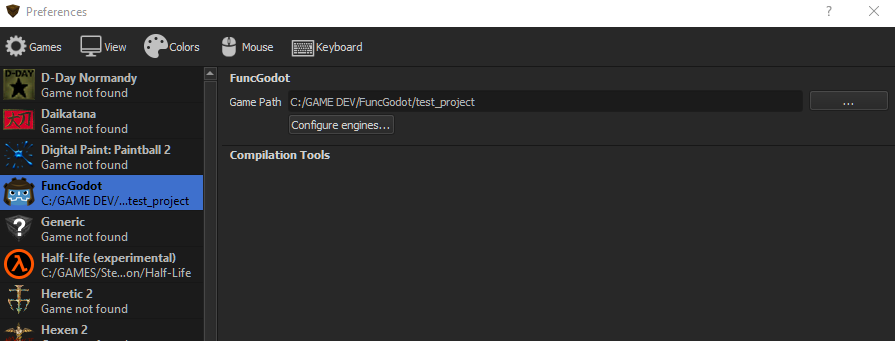 Preferences
Games View Colors Mouse Keyboard
D-Day Normandy
Game not found
Daikatana
Game not found
Digital Paint: Paintball 2
Game not found
FuncGodot
C:/GAME DEV/...test_project
Generic
Game not found
Half-Life (experimental)
C:/GAMES/Ste...on/Half-Life
Heretic 2
Game not found
Hexen 2
FuncGodot
Game Path C:/GAME DEV/FuncGodot/test_project ...
Configure engines...
Compilation Tools